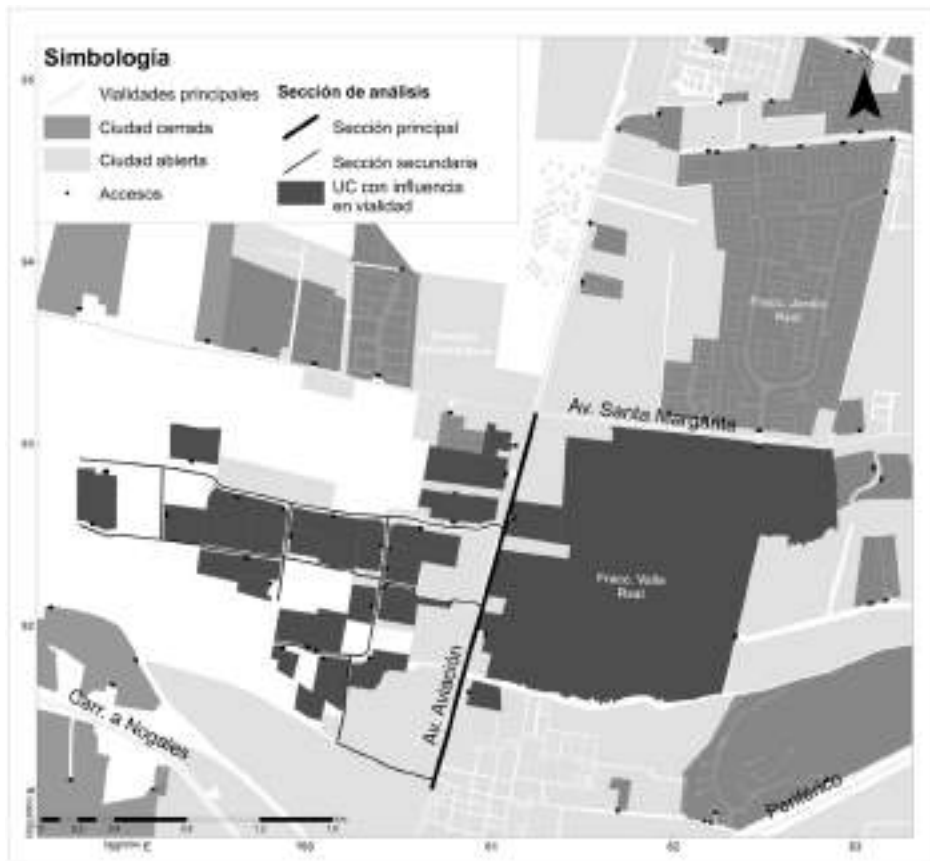 Simbología
Vialidades principales
Ciudad cerrada
Ciudad abierta
Accesos
Sección de análisis
Sección principal
Sección secundaria
UC con influencia
en vialidad
Fracc. Jardín
Real
Av. Santa Margarita
Fracc. Valle
Real
Av. Aviación
Carr. a Nogales
Periférico